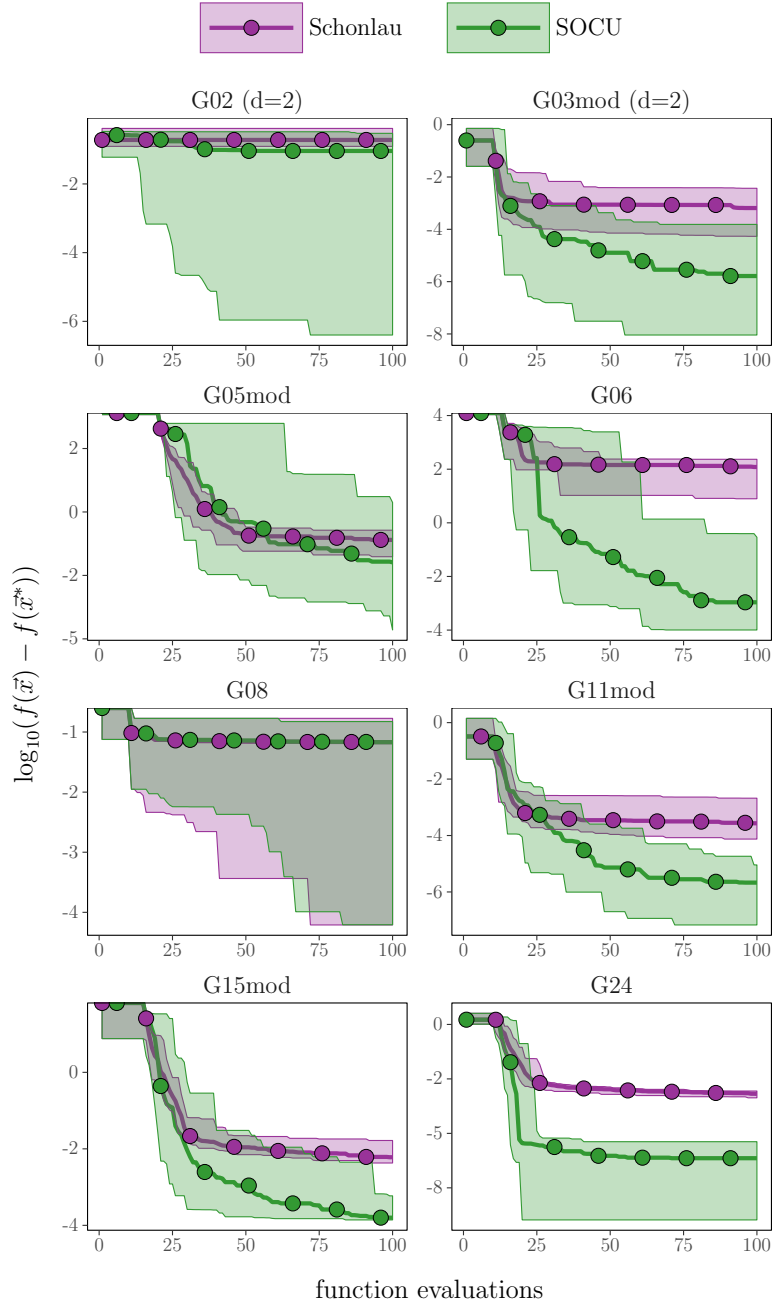 Schonlau SOCU
G02 (d=2) G03mod (d=2)
-2
-4
-6
0
-2
-4
-6
-8
0 25 50 75 100 0 25 50 75 100
G05mod G06
2
0
-2
-5
4
2
0
-2
-4
0 25 50 75 100 0 25 50 75 100
G08 G11mod
-1
-2
-3
-4
0
-2
-4
-6
0 25 50 75 100 0 25 50 75 100
G15mod G24
0
-2
-4
0
-2
-5
-8
0 25 50 75 100 0 25 50 75 100
log₁₀(f(x⃗) − f(x⃗*))
function evaluations